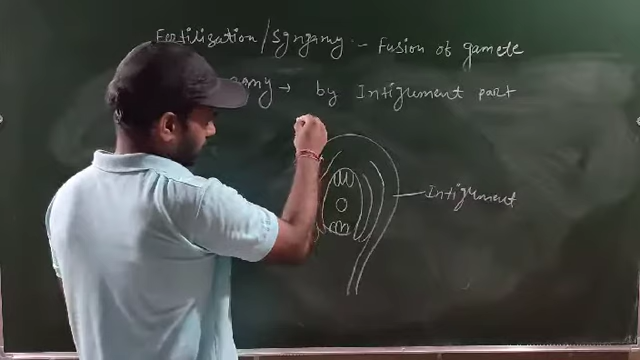 Fertilization/Syngamy - Fusion of gamete
by Intigument part
Intigument